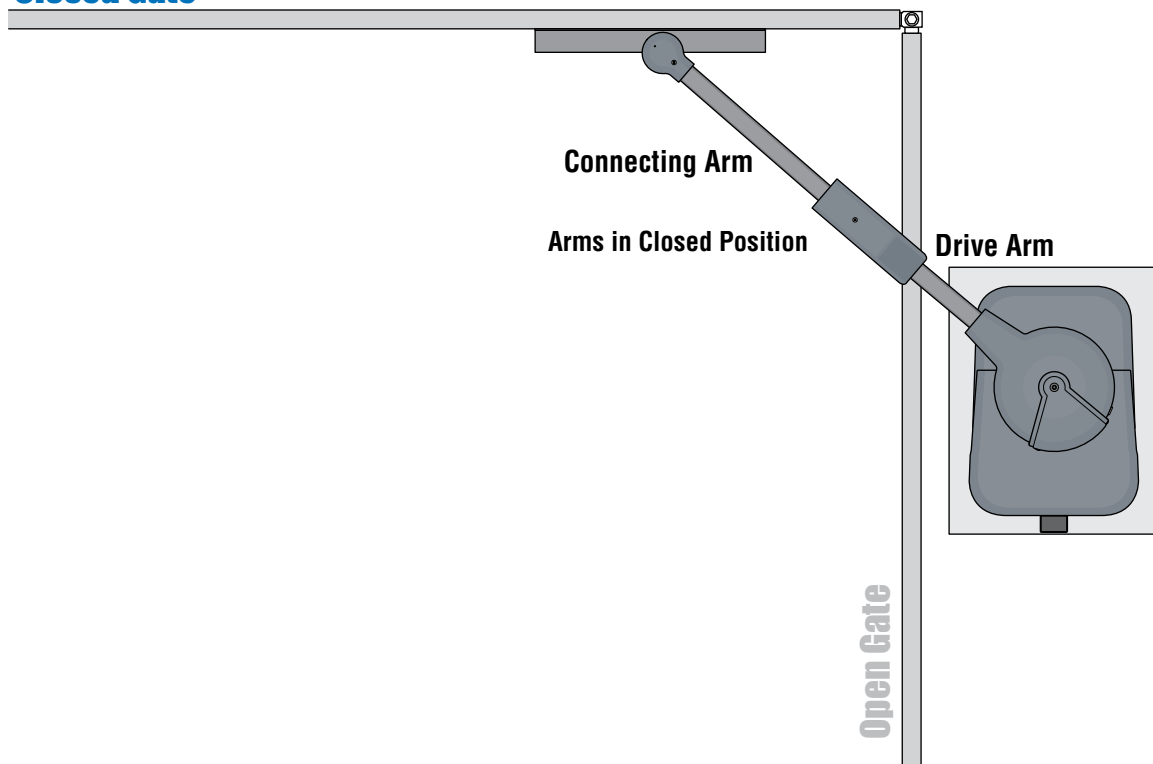 Closed Gate
Connecting Arm
Arms in Closed Position
Drive Arm
Open Gate